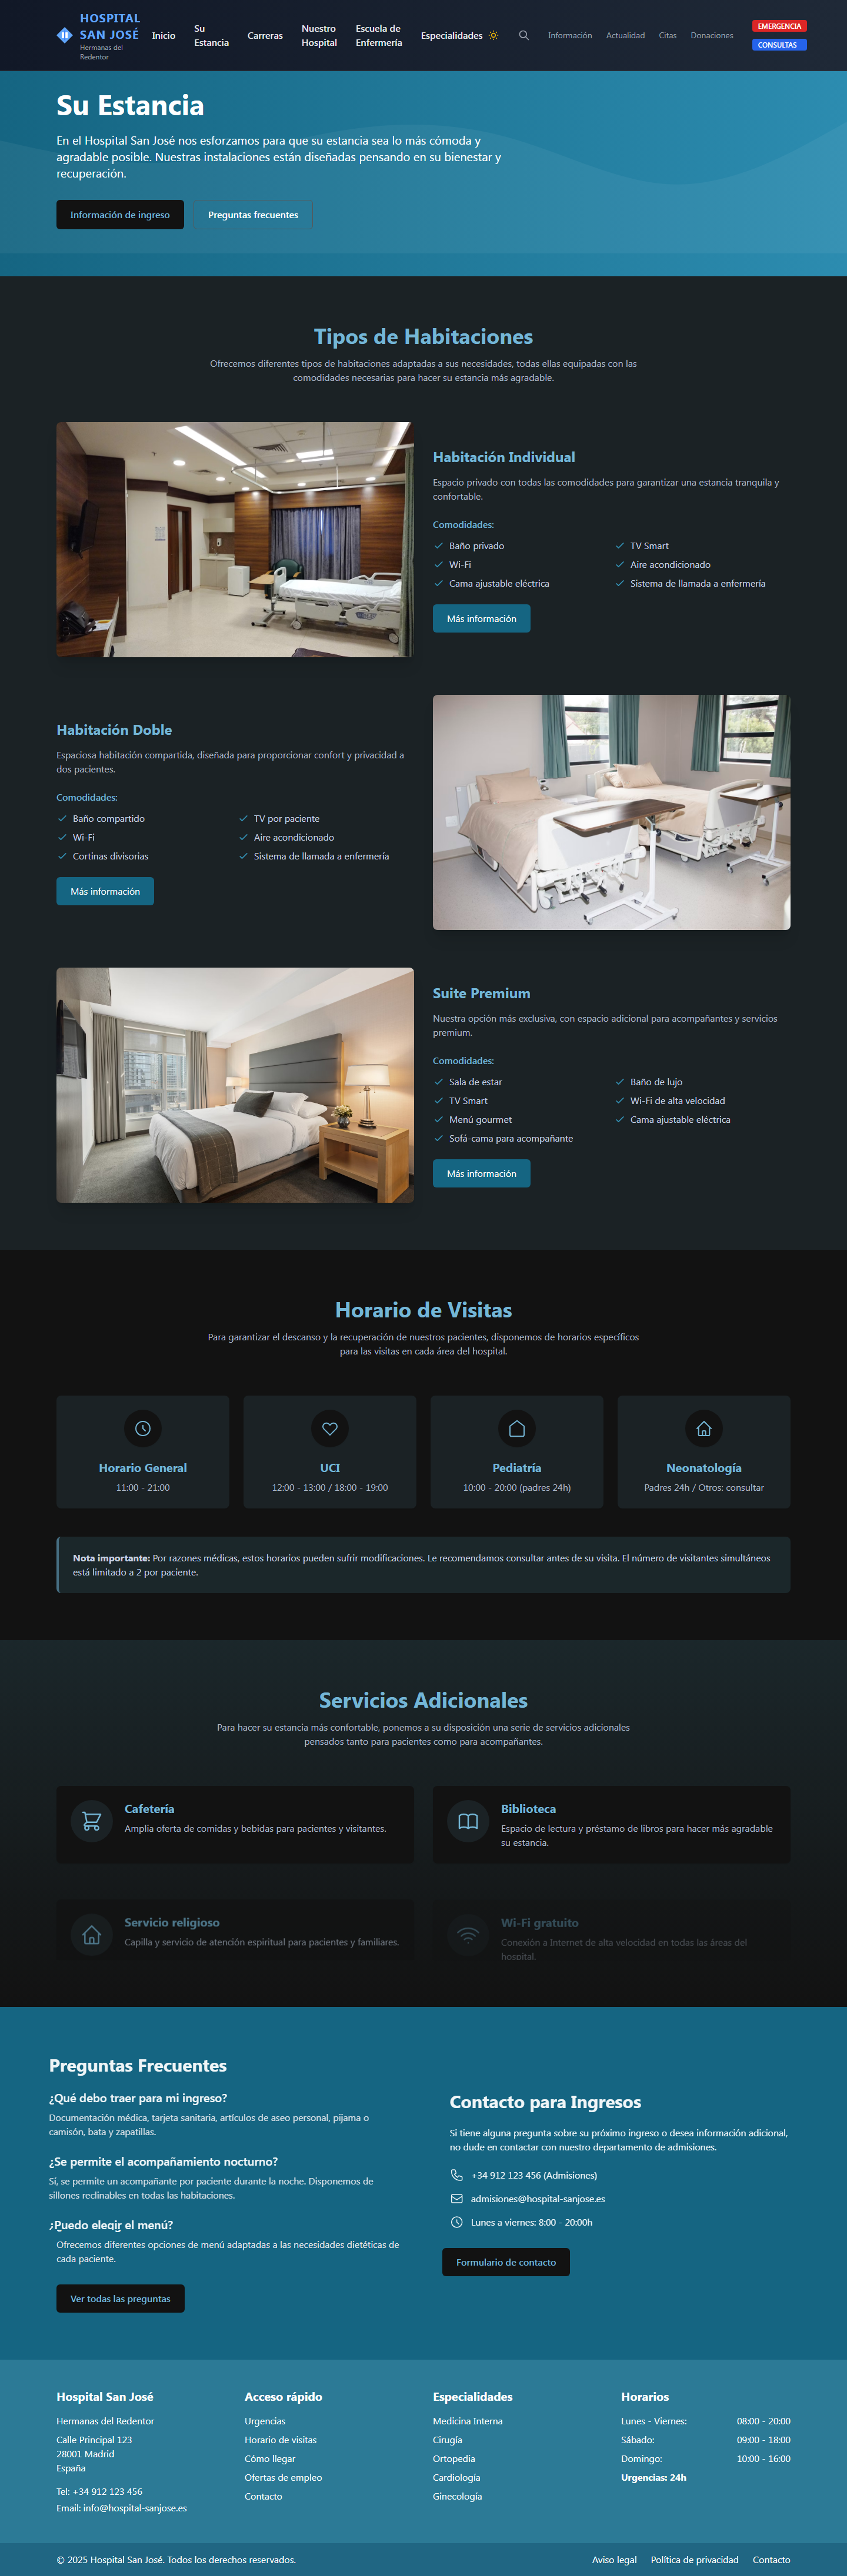 HOSPITAL
SAN JOSÉ
Hermanas del
Redentor
Inicio
Su
Estancia
Carreras
Nuestro
Hospital
Escuela de
Enfermería
Especialidades
Información
Actualidad
Citas
Donaciones
EMERGENCIA
CONSULTAS
Su Estancia
En el Hospital San José nos esforzamos para que su estancia sea lo más cómoda y
agradable posible. Nuestras instalaciones están diseñadas pensando en su bienestar y
recuperación.
Información de ingreso
Preguntas frecuentes
Tipos de Habitaciones
Ofrecemos diferentes tipos de habitaciones adaptadas a sus necesidades, todas ellas equipadas con las
comodidades necesarias para hacer su estancia más agradable.
Habitación Individual
Espacio privado con todas las comodidades para garantizar una estancia tranquila y
confortable.
Comodidades:
Baño privado
TV Smart
Wi-Fi
Aire acondicionado
Cama ajustable eléctrica
Sistema de llamada a enfermería
Más información
Habitación Doble
Espaciosa habitación compartida, diseñada para proporcionar confort y privacidad a
dos pacientes.
Comodidades:
Baño compartido
TV por paciente
Wi-Fi
Aire acondicionado
Cortinas divisorias
Sistema de llamada a enfermería
Más información
Suite Premium
Nuestra opción más exclusiva, con espacio adicional para acompañantes y servicios
premium.
Comodidades:
Sala de estar
Baño de lujo
TV Smart
Wi-Fi de alta velocidad
Menú gourmet
Cama ajustable eléctrica
Sofá-cama para acompañante
Más información
Horario de Visitas
Para garantizar el descanso y la recuperación de nuestros pacientes, disponemos de horarios específicos
para las visitas en cada área del hospital.
Horario General
11:00 - 21:00
UCI
12:00 - 13:00 / 18:00 - 19:00
Pediatría
10:00 - 20:00 (padres 24h)
Neonatología
Padres 24h / Otros: consultar
Nota importante: Por razones médicas, estos horarios pueden sufrir modificaciones. Le recomendamos consultar antes de su visita. El número de visitantes simultáneos
está limitado a 2 por paciente.
Servicios Adicionales
Para hacer su estancia más confortable, ponemos a su disposición una serie de servicios adicionales
pensados tanto para pacientes como para acompañantes.
Cafetería
Amplia oferta de comidas y bebidas para pacientes y visitantes.
Biblioteca
Espacio de lectura y préstamo de libros para hacer más agradable
su estancia.
Servicio religioso
Capilla y servicio de atención espiritual para pacientes y familiares.
Wi-Fi gratuito
Conexión a Internet de alta velocidad en todas las áreas del
hospital.
Preguntas Frecuentes
¿Qué debo traer para mi ingreso?
Documentación médica, tarjeta sanitaria, artículos de aseo personal, pijama o
camisón, bata y zapatillas.
¿Se permite el acompañamiento nocturno?
Sí, se permite un acompañante por paciente durante la noche. Disponemos de
sillones reclinables en todas las habitaciones.
¿Puedo elegir el menú?
Ofrecemos diferentes opciones de menú adaptadas a las necesidades dietéticas de
cada paciente.
Ver todas las preguntas
Contacto para Ingresos
Si tiene alguna pregunta sobre su próximo ingreso o desea información adicional,
no dude en contactar con nuestro departamento de admisiones.
+34 912 123 456 (Admisiones)
admisiones@hospital-sanjose.es
Lunes a viernes: 8:00 - 20:00h
Formulario de contacto
Hospital San José
Hermanas del Redentor
Calle Principal 123
28001 Madrid
España
Tel: +34 912 123 456
Email: info@hospital-sanjose.es
Acceso rápido
Urgencias
Horario de visitas
Cómo llegar
Ofertas de empleo
Contacto
Especialidades
Medicina Interna
Cirugía
Ortopedia
Cardiología
Ginecología
Horarios
Lunes - Viernes: 08:00 - 20:00
Sábado: 09:00 - 18:00
Domingo: 10:00 - 16:00
Urgencias: 24h
© 2025 Hospital San José. Todos los derechos reservados.
Aviso legal
Política de privacidad
Contacto